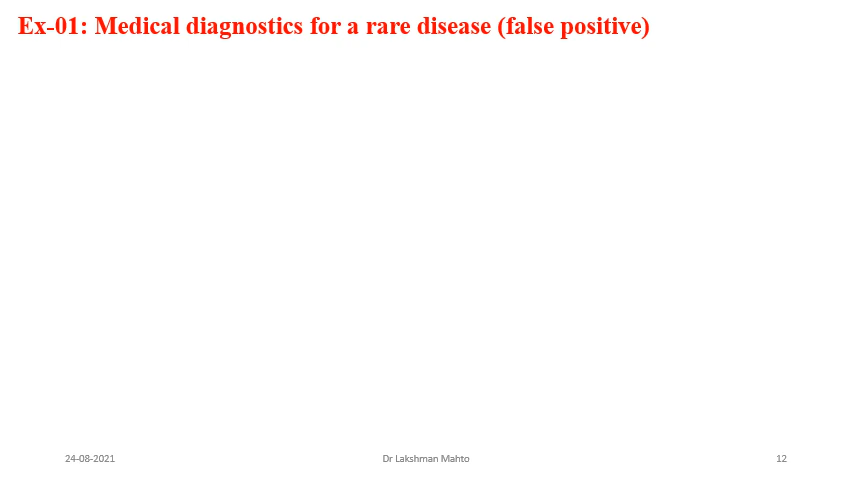 Ex-01: Medical diagnostics for a rare disease (false positive)
24-08-2021
Dr Lakshman Mahto
12